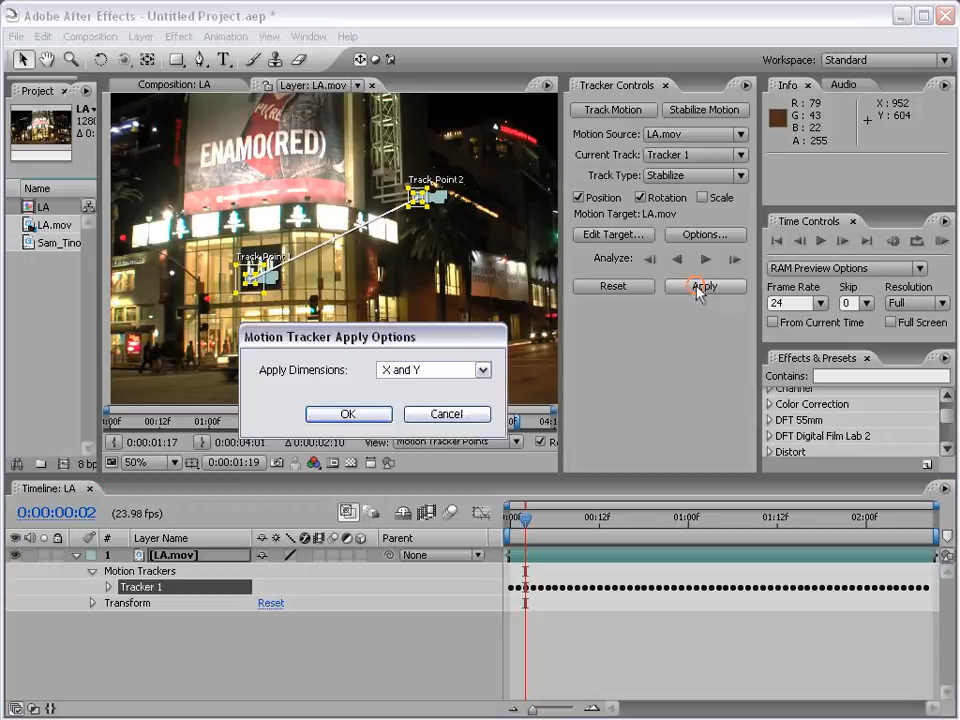 Adobe After Effects - Untitled Project.aep *
File Edit Composition Layer Effect Animation View Window Help
Workspace: Standard
Project
LA
1280
Δ 0:
Name
LA
LA.mov
Sam_Tino
8 bp
Composition: LA
Layer: LA.mov
ENAMO(RED)
Track Point 2
Track Point 1
Motion Tracker Apply Options
Apply Dimensions: X and Y
OK Cancel
01:00f
0:00:01:17 0:00:04:01 Δ 0:00:02:10 View: Motion Tracker Points
50% 0:00:01:19
Tracker Controls
Track Motion Stabilize Motion
Motion Source: LA.mov
Current Track: Tracker 1
Track Type: Stabilize
Position Rotation Scale
Motion Target: LA.mov
Edit Target... Options...
Analyze:
Reset Apply
Info Audio
R : 79 X : 952
G : 43 Y : 604
B : 22
A : 255
Time Controls
RAM Preview Options
Frame Rate Skip Resolution
24 0 Full
From Current Time Full Screen
Effects & Presets
Contains:
Channel
Color Correction
DFT 55mm
DFT Digital Film Lab 2
Distort
Timeline: LA
0:00:00:02 (23.98 fps)
00:12f 01:00f 01:12f 02:00f
# Layer Name Parent
1 [LA.mov] None
Motion Trackers
Tracker 1
Transform Reset